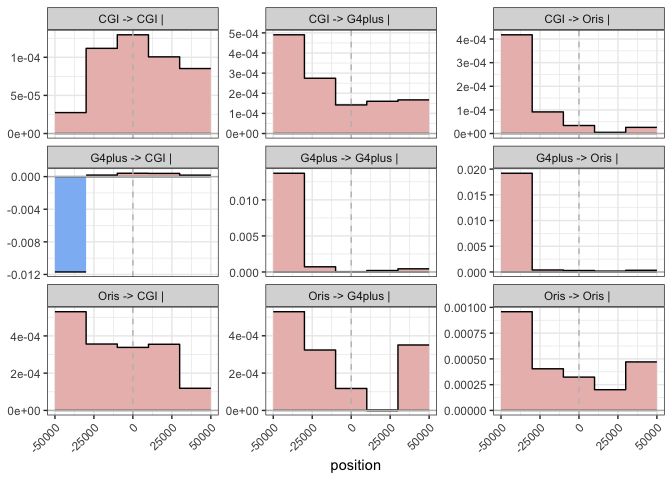 CGI -> CGI |
CGI -> G4plus |
CGI -> Oris |
1e-04
5e-05
0e+00
5e-04
4e-04
3e-04
2e-04
1e-04
0e+00
4e-04
3e-04
2e-04
1e-04
0e+00
G4plus -> CGI |
G4plus -> G4plus |
G4plus -> Oris |
0.000
-0.004
-0.008
-0.012
0.010
0.005
0.000
0.020
0.015
0.010
0.005
0.000
Oris -> CGI |
Oris -> G4plus |
Oris -> Oris |
4e-04
2e-04
0e+00
4e-04
2e-04
0e+00
0.00100
0.00075
0.00050
0.00025
0.00000
-50000
-25000
0
25000
50000
-50000
-25000
0
25000
50000
-50000
-25000
0
25000
50000
position